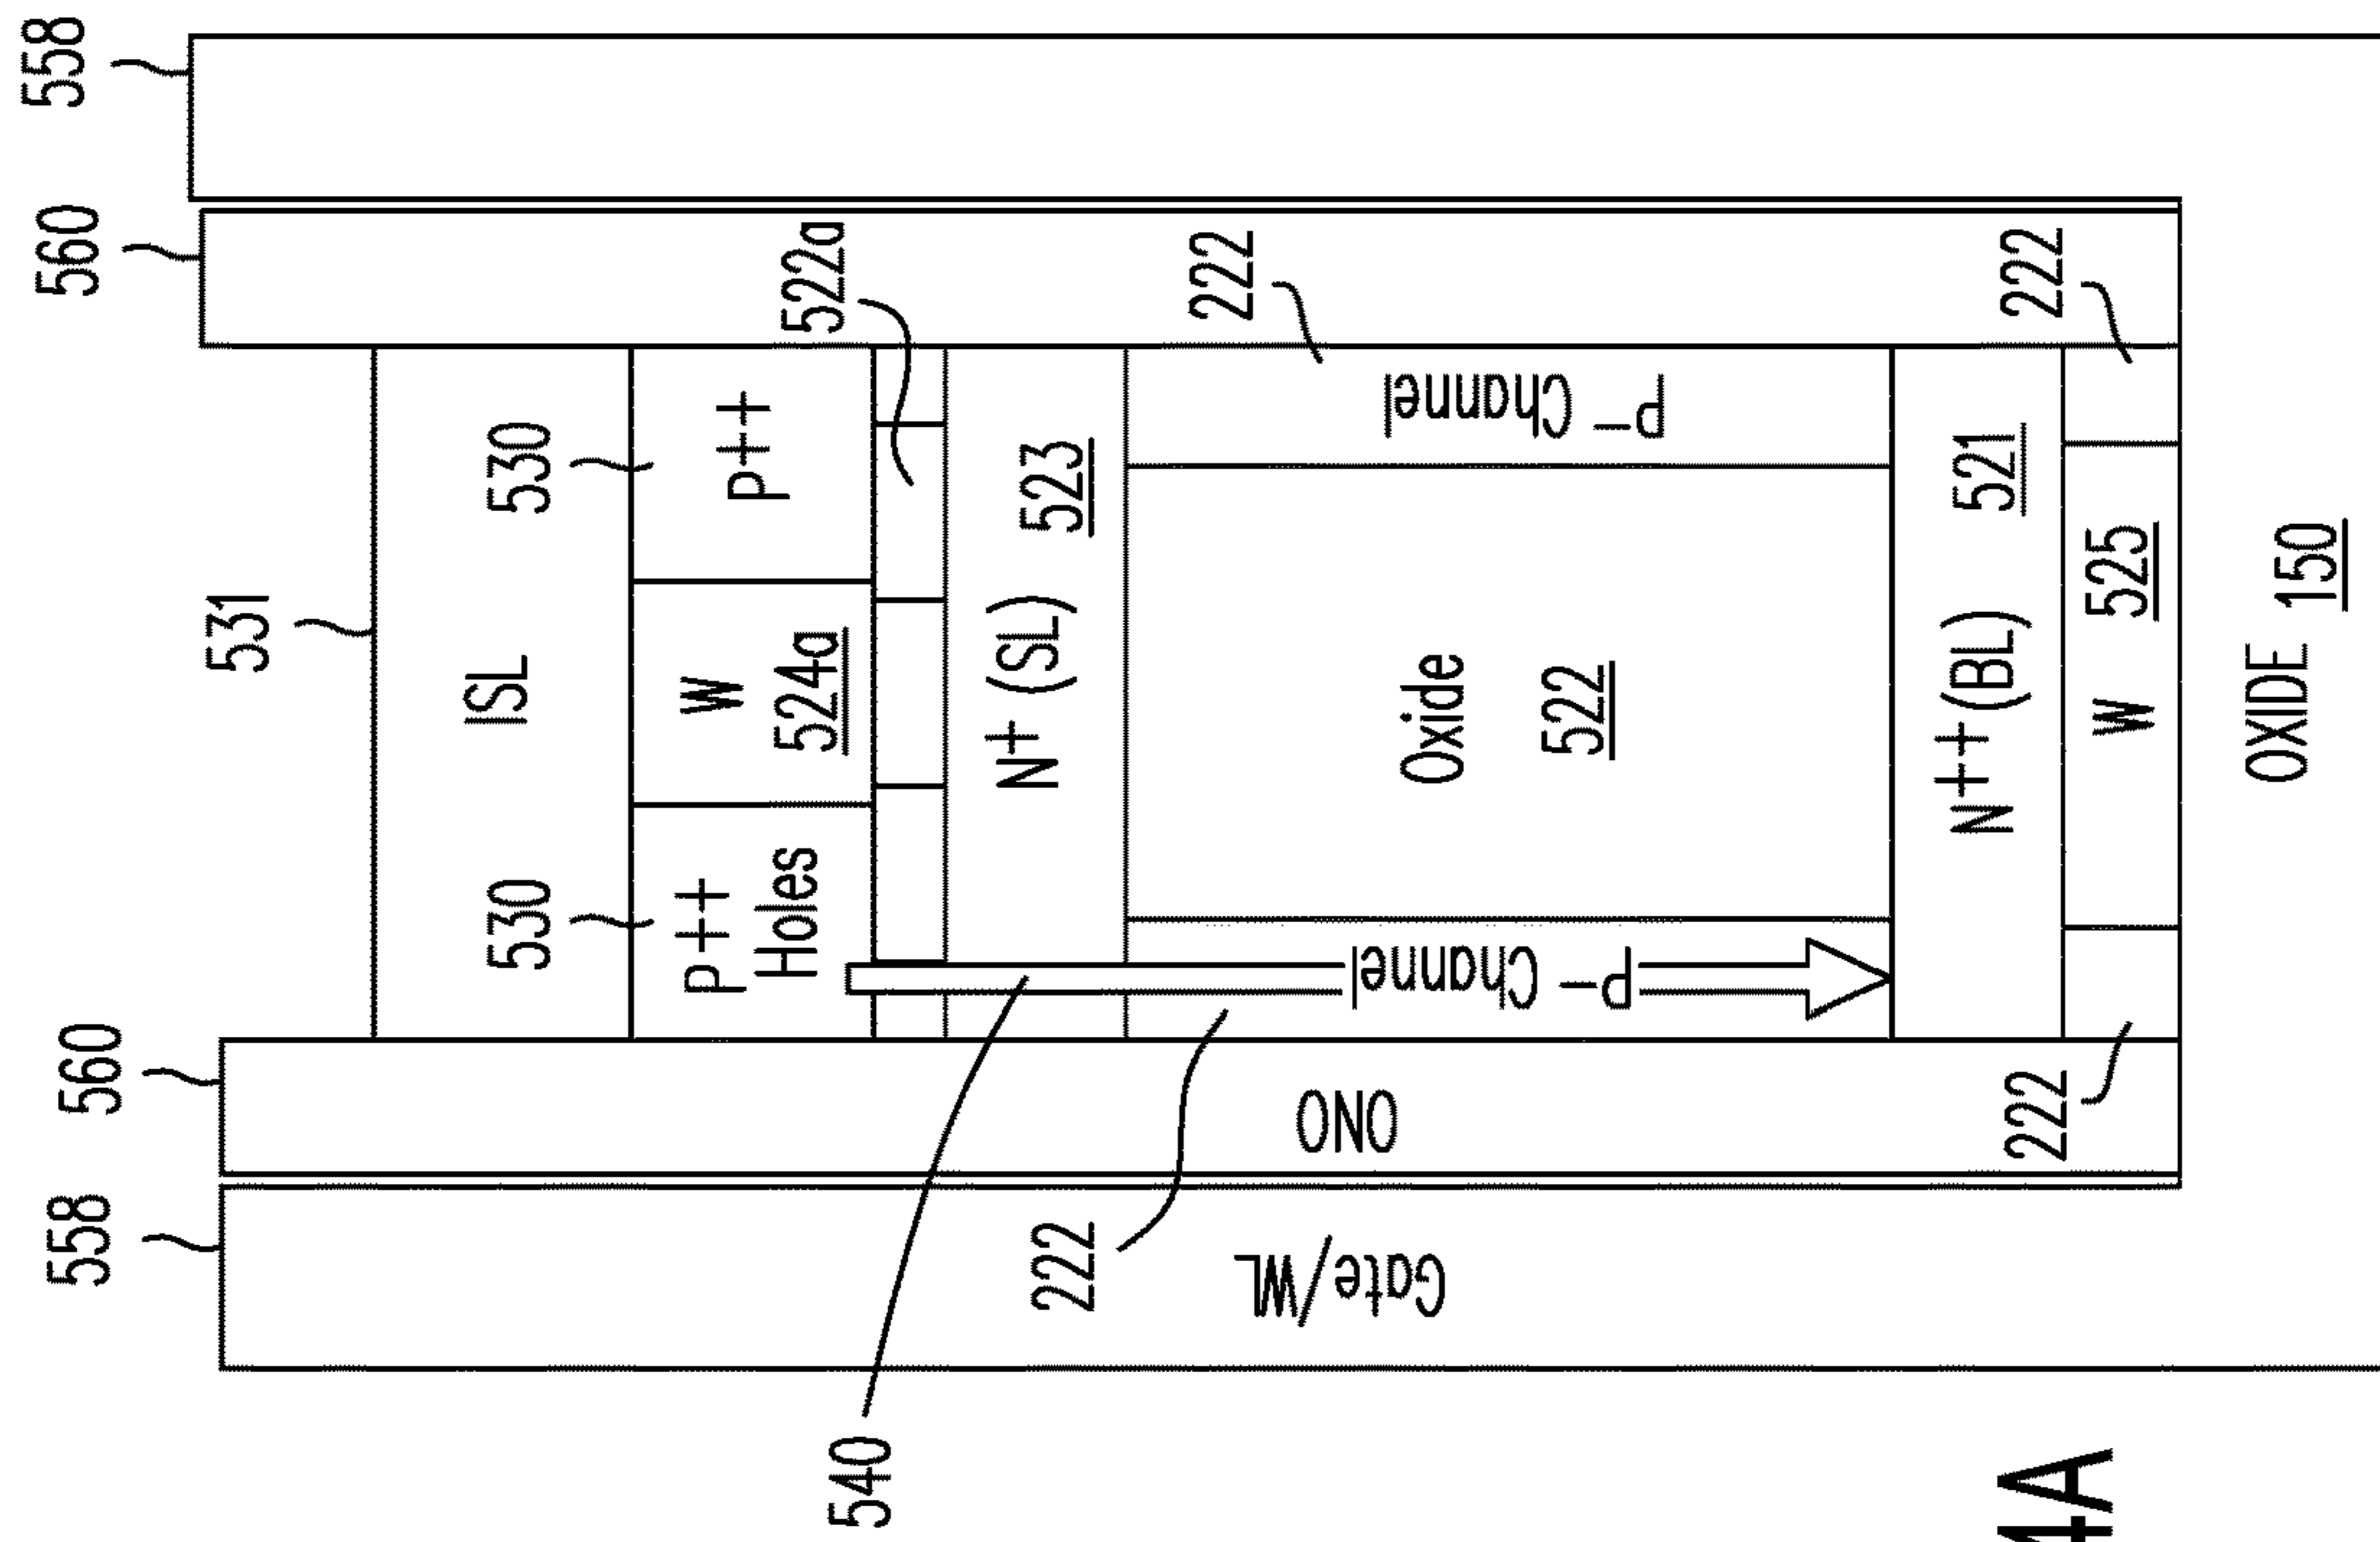 558
560
560
558
531
ISL
530
530
P++
Holes
W
524a
P++
522a
540
N+ (SL) 523
222
222
Gate/WL
ONO
P- Channel
Oxide
522
P- Channel
N++ (BL) 521
222
W 525
222
OXIDE 150
4A